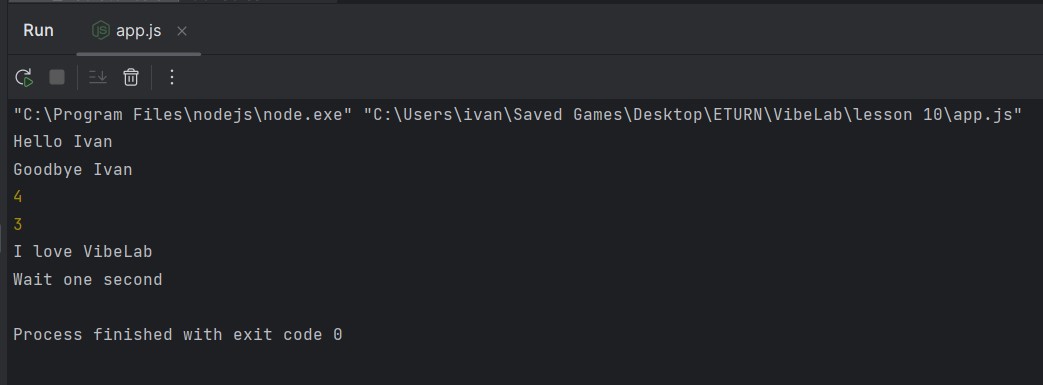 Run app.js
"C:\Program Files\nodejs\node.exe" "C:\Users\ivan\Saved Games\Desktop\ETURN\VibeLab\lesson 10\app.js"
Hello Ivan
Goodbye Ivan
4
3
I love VibeLab
Wait one second
Process finished with exit code 0